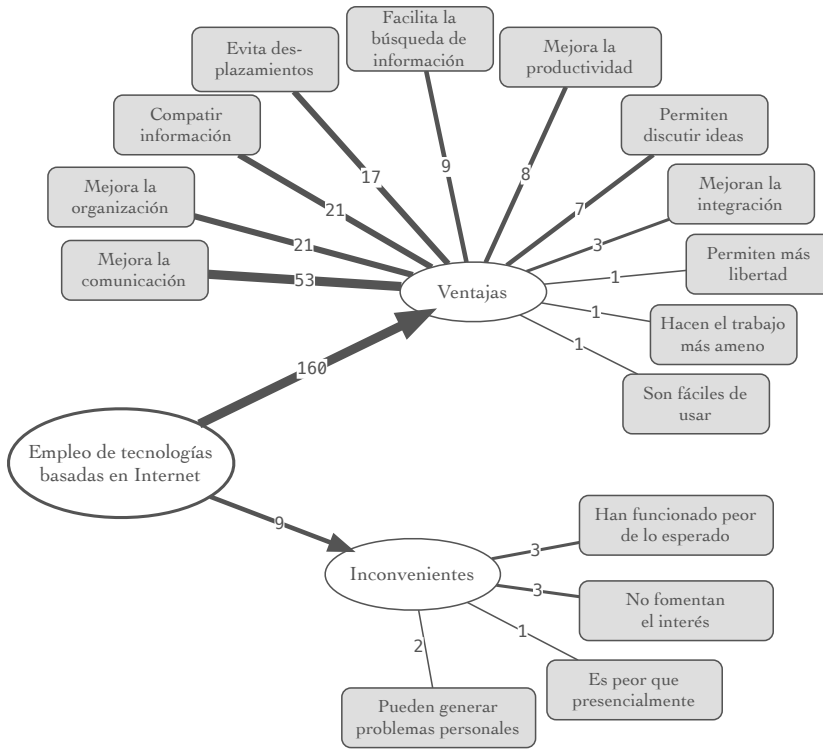 Facilita la
búsqueda de
información
Evita des-
plazamientos
Mejora la
productividad
Compatir
información
Permiten
discutir ideas
Mejora la
organización
Mejoran la
integración
Mejora la
comunicación
Permiten más
libertad
Hacen el trabajo
más ameno
Son fáciles de
usar
17
9
8
21
7
21
3
53
1
1
1
Ventajas
160
Empleo de tecnologías
basadas en Internet
9
Inconvenientes
Han funcionado peor
de lo esperado
3
3
No fomentan
el interés
1
2
Es peor que
presencialmente
Pueden generar
problemas personales